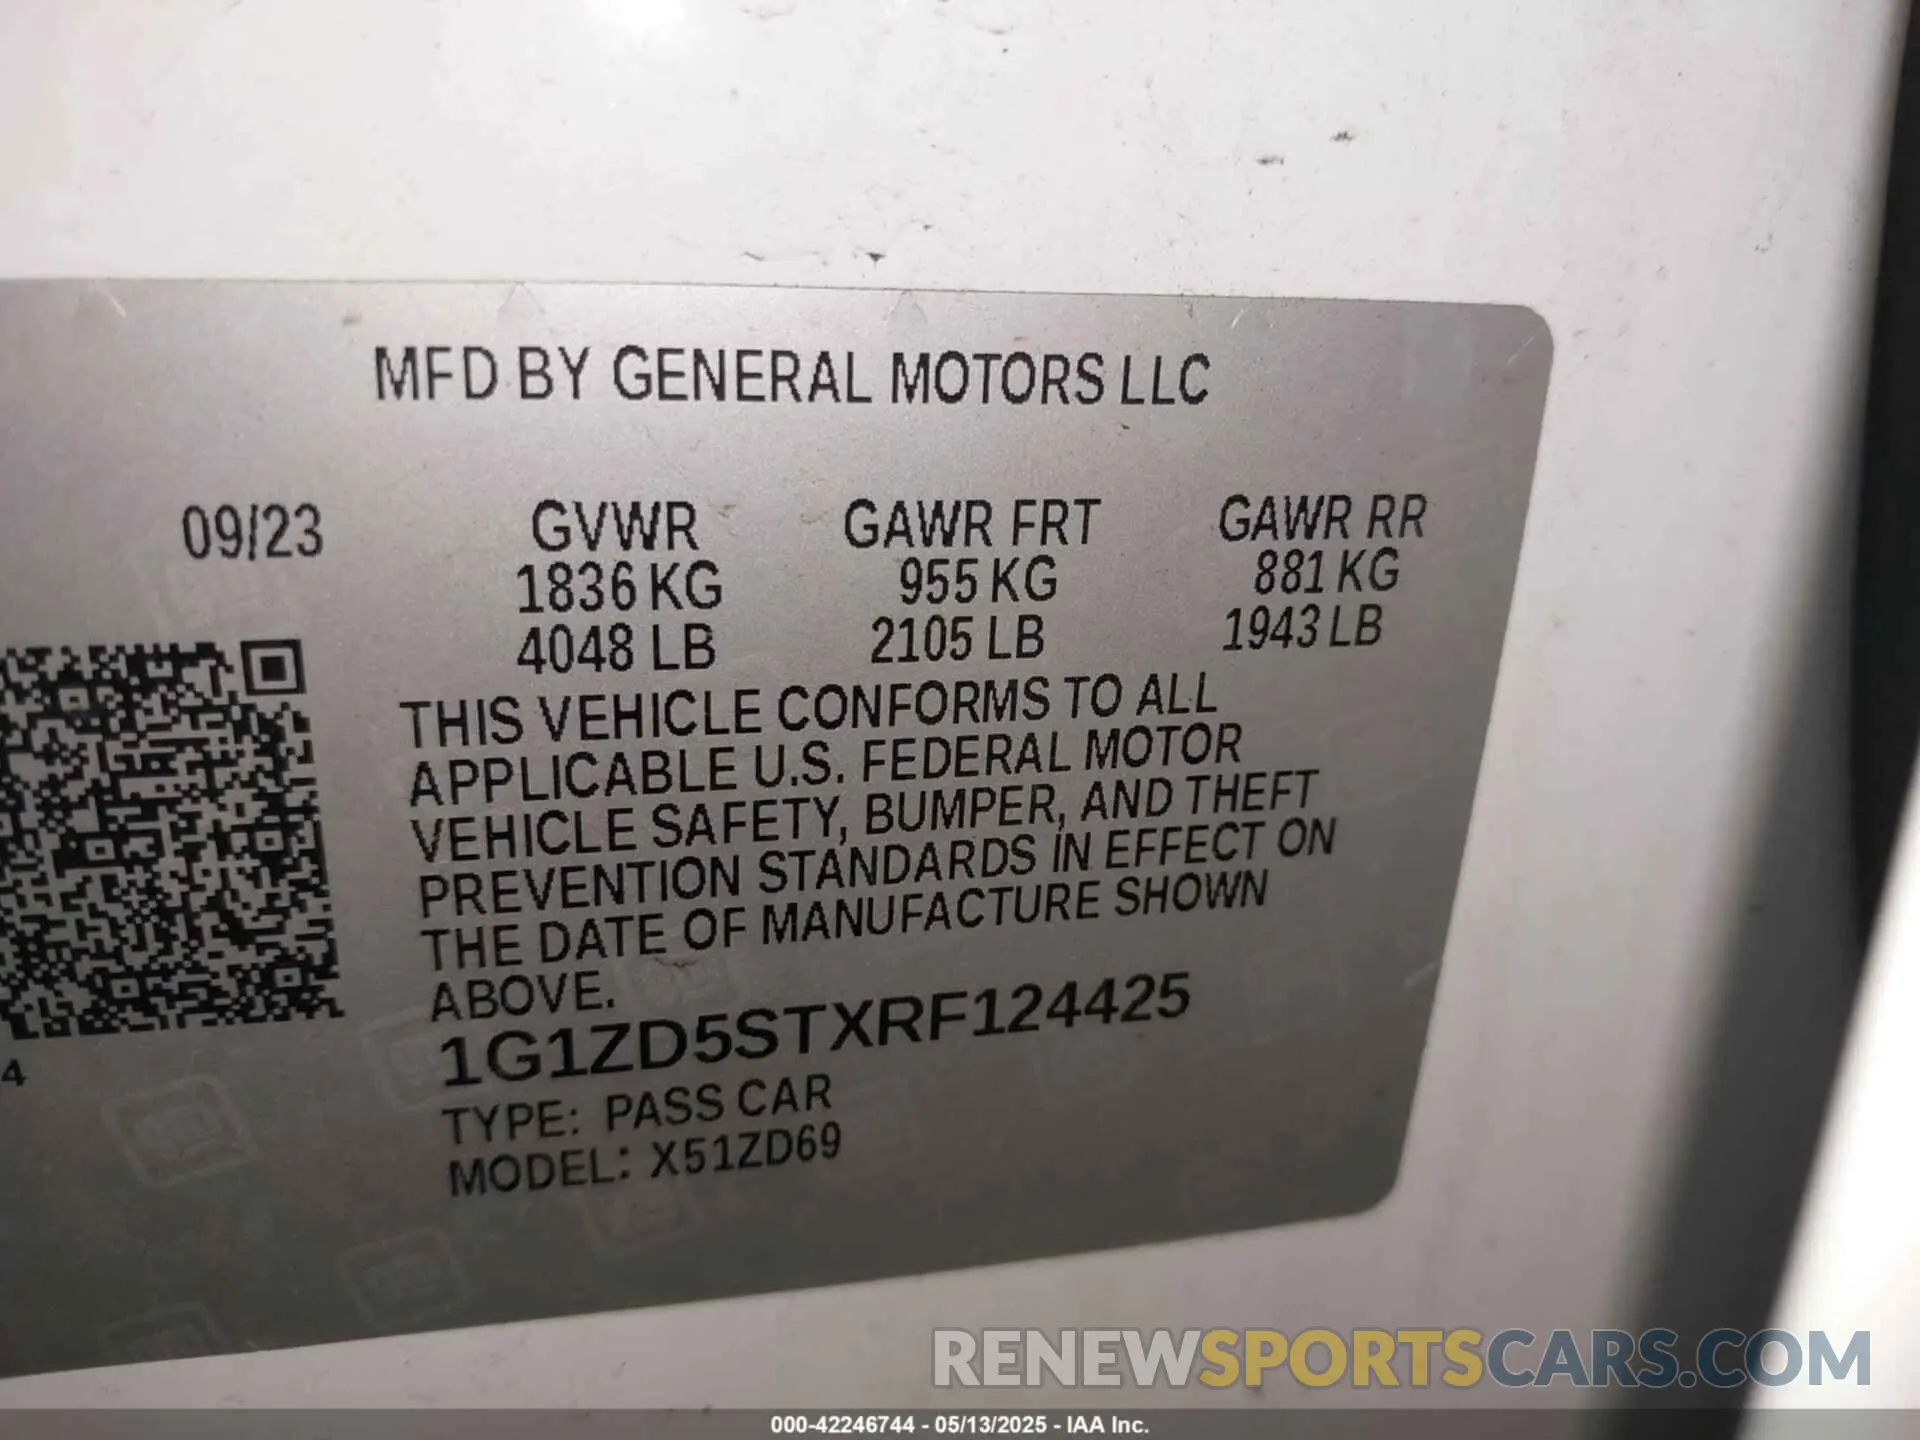 MFD BY GENERAL MOTORS LLC
09/23 GVWR GAWR FRT GAWR RR
1836 KG 955 KG 881 KG
4048 LB 2105 LB 1943 LB
THIS VEHICLE CONFORMS TO ALL
APPLICABLE U.S. FEDERAL MOTOR
VEHICLE SAFETY, BUMPER, AND THEFT
PREVENTION STANDARDS IN EFFECT ON
THE DATE OF MANUFACTURE SHOWN
ABOVE.
1G1ZD5STXRF124425
4
TYPE: PASS CAR
MODEL: X51ZD69
RENEWSPORTSCARS.COM
000-42246744 - 05/13/2025 - IAA Inc.